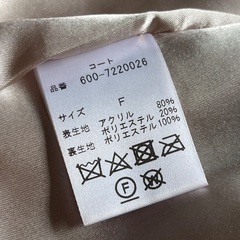 コート
品番 600-7220026
サイズ F
表生地 アクリル 80%
ポリエステル 20%
裏生地 ポリエステル 100%
F